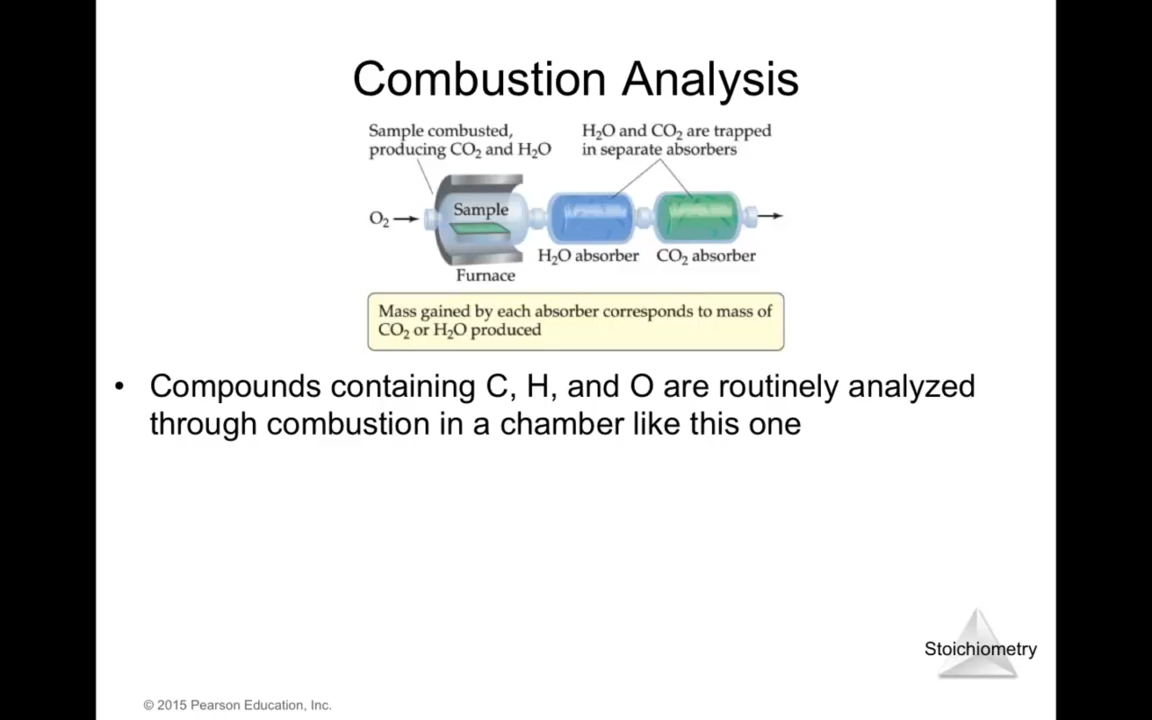 Combustion Analysis
Sample combusted,
producing CO₂ and H₂O
H₂O and CO₂ are trapped
in separate absorbers
O₂
Sample
H₂O absorber
CO₂ absorber
Furnace
Mass gained by each absorber corresponds to mass of
CO₂ or H₂O produced
• Compounds containing C, H, and O are routinely analyzed
through combustion in a chamber like this one
Stoichiometry
© 2015 Pearson Education, Inc.